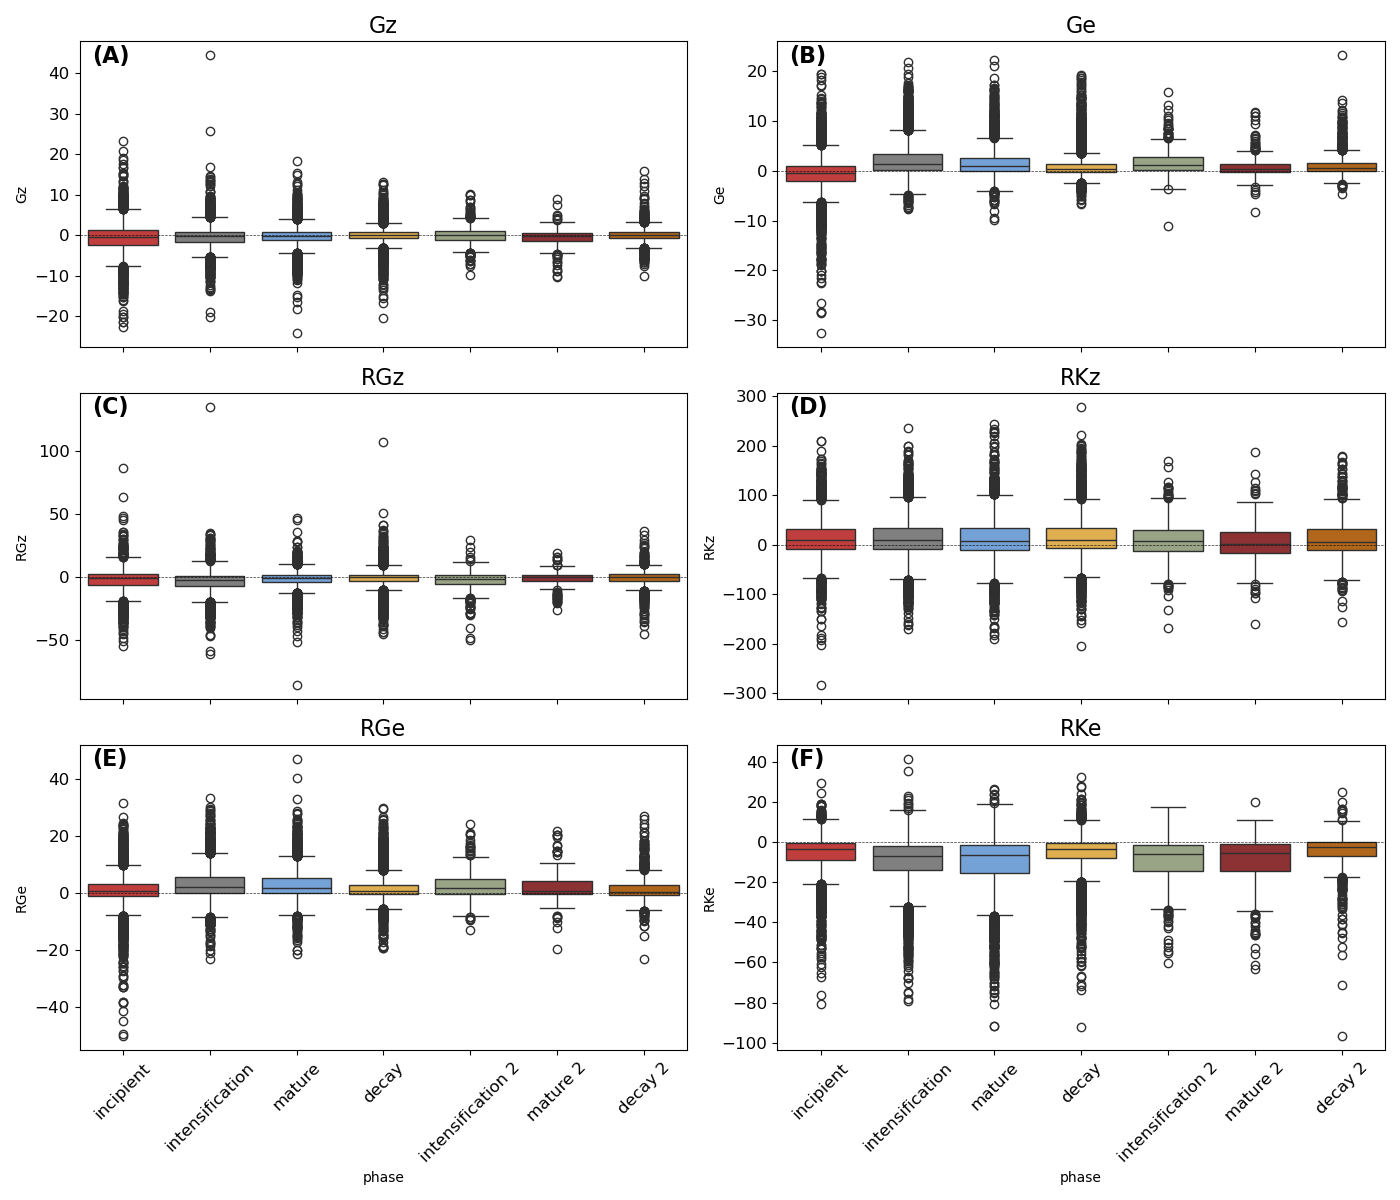 Gz
(A)
Gz
40
30
20
10
0
−10
−20
Ge
(B)
Ge
20
10
0
−10
−20
−30
RGz
(C)
RGz
100
50
0
−50
RKz
(D)
RKz
300
200
100
0
−100
−200
−300
RGe
(E)
RGe
40
20
0
−20
−40
incipient
intensification
mature
decay
intensification 2
mature 2
decay 2
phase
RKe
(F)
RKe
40
20
0
−20
−40
−60
−80
−100
incipient
intensification
mature
decay
intensification 2
mature 2
decay 2
phase